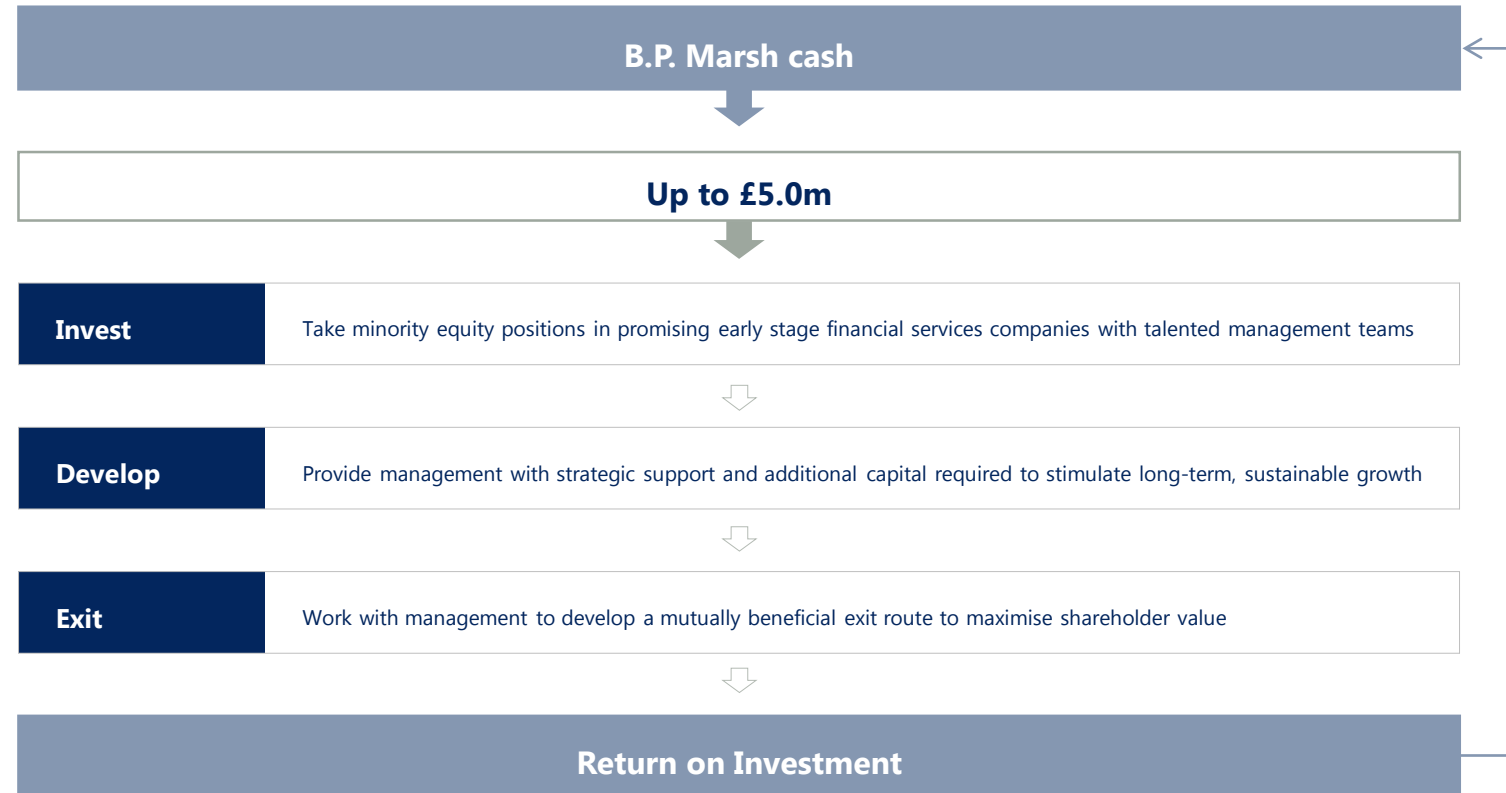 B.P. Marsh cash
Up to £5.0m
Invest
Take minority equity positions in promising early stage financial services companies with talented management teams
Develop
Provide management with strategic support and additional capital required to stimulate long-term, sustainable growth
Exit
Work with management to develop a mutually beneficial exit route to maximise shareholder value
Return on Investment